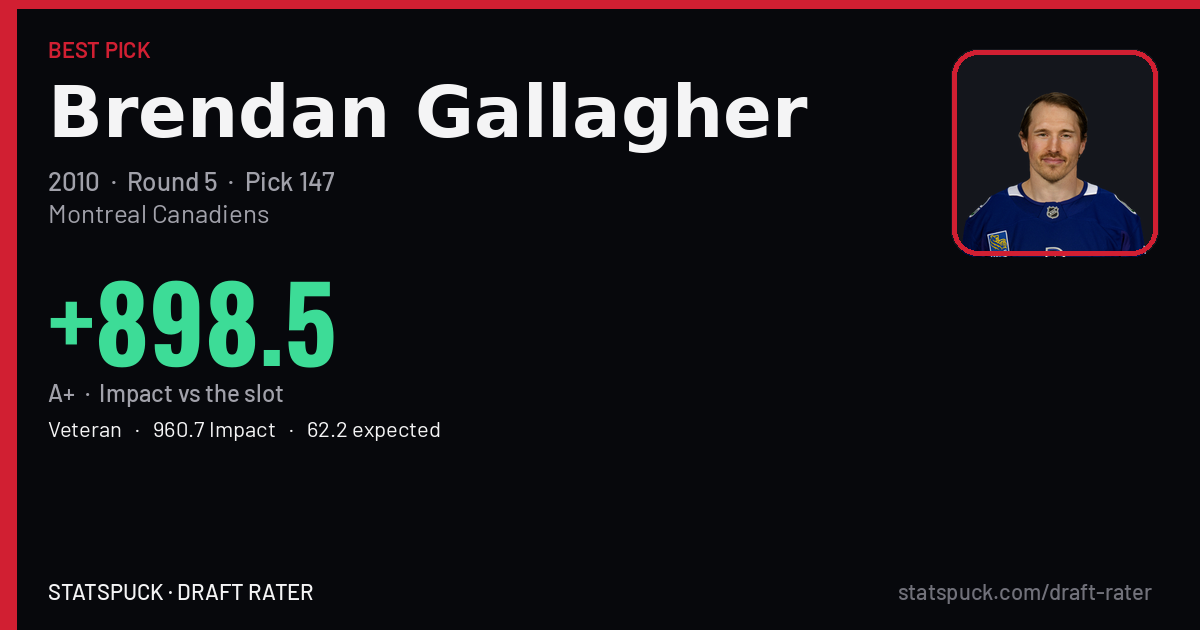 BEST PICK
Brendan Gallagher
2010 · Round 5 · Pick 147
Montreal Canadiens
+898.5
A+ · Impact vs the slot
Veteran · 960.7 Impact · 62.2 expected
STATSPUCK · DRAFT RATER
statspuck.com/draft-rater